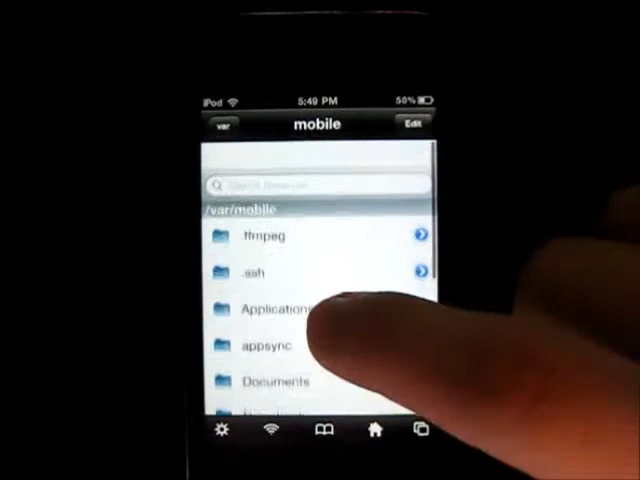 iPod 5:49 PM 50%
var mobile Edit
/var/mobile
.ffmpeg
.ssh
Applications
appsync
Documents